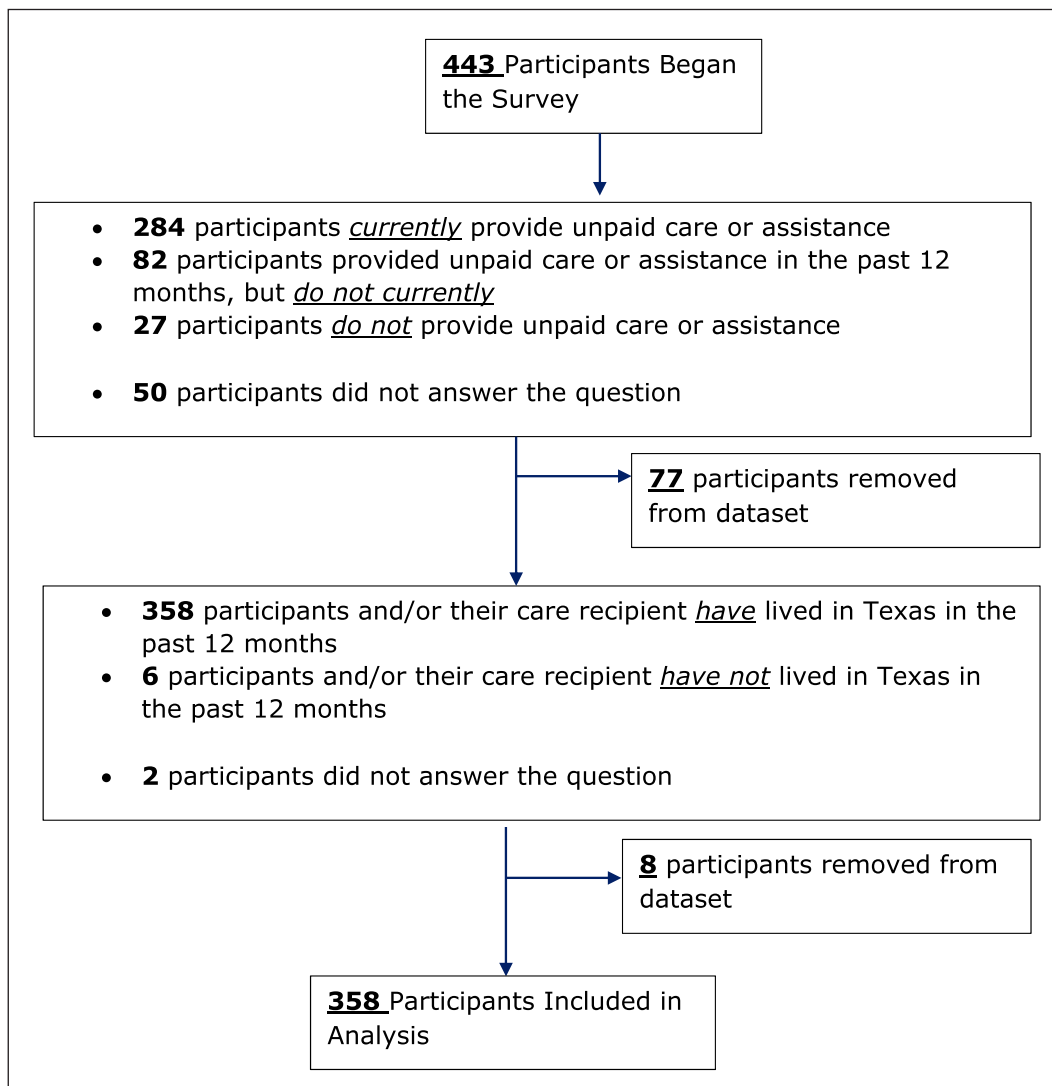 443 Participants Began
the Survey
• 284 participants currently provide unpaid care or assistance
• 82 participants provided unpaid care or assistance in the past 12
months, but do not currently
• 27 participants do not provide unpaid care or assistance
• 50 participants did not answer the question
77 participants removed
from dataset
• 358 participants and/or their care recipient have lived in Texas in the
past 12 months
• 6 participants and/or their care recipient have not lived in Texas in
the past 12 months
• 2 participants did not answer the question
8 participants removed from
dataset
358 Participants Included in
Analysis